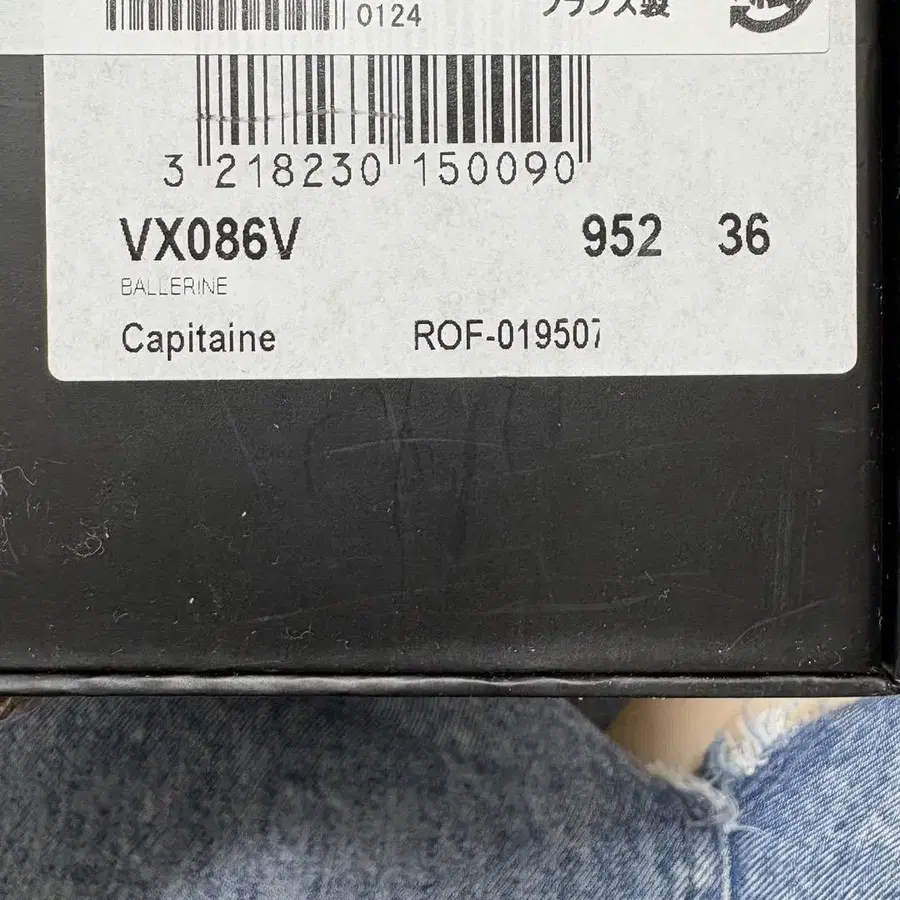 0124
フランス製
3 218230 150090
VX086V 952 36
BALLERINE
Capitaine ROF-019507